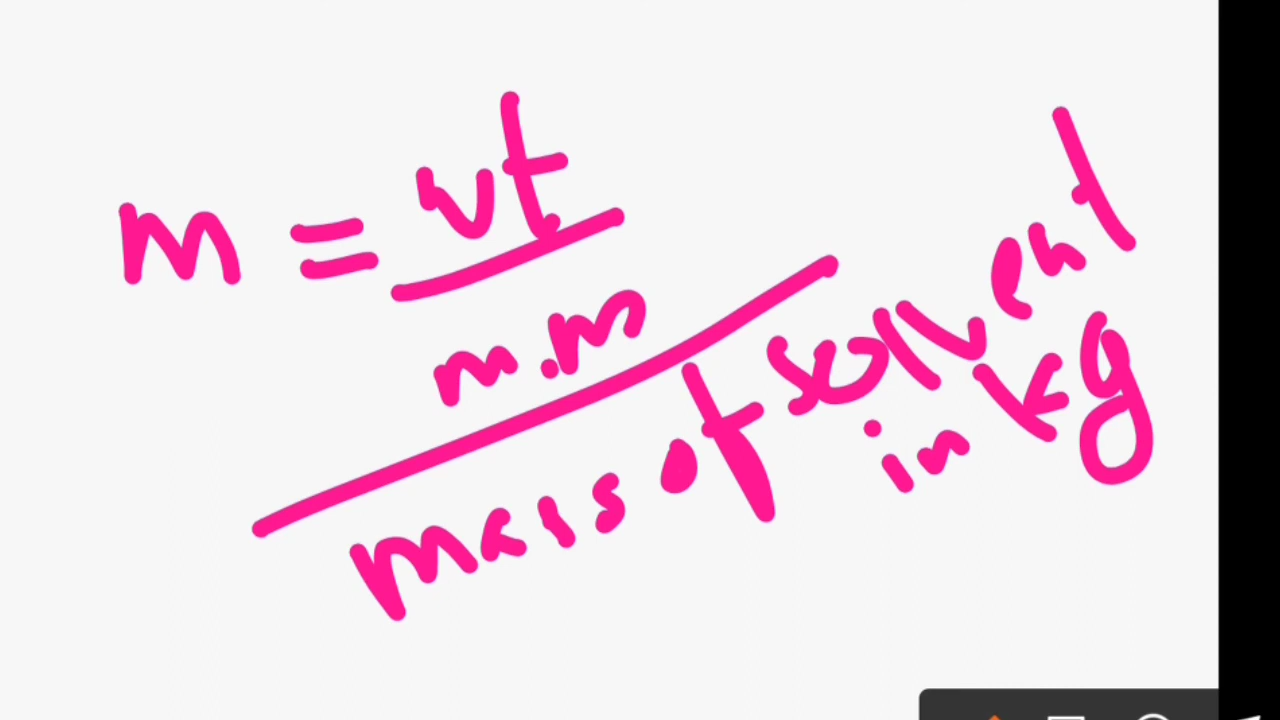 m = wt
m.m
mass of solvent
in kg